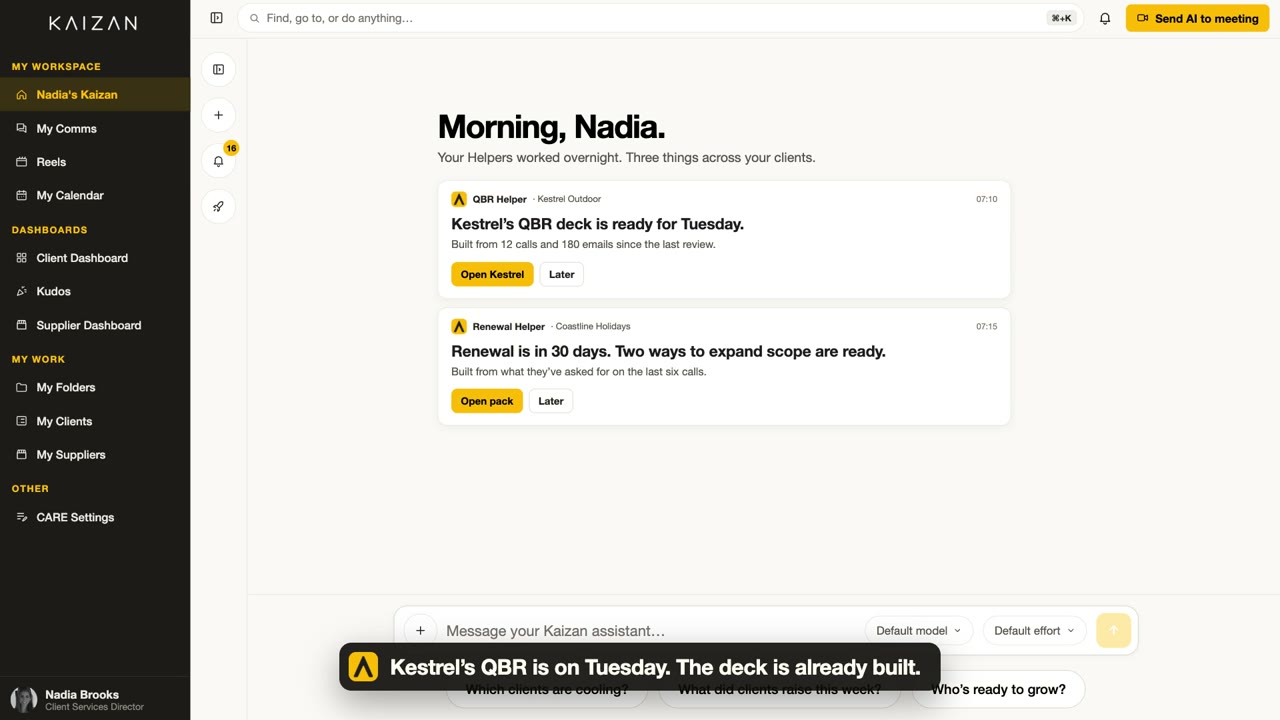 KAIZAN
MY WORKSPACE
Nadia's Kaizan
My Comms
Reels
My Calendar
DASHBOARDS
Client Dashboard
Kudos
Supplier Dashboard
MY WORK
My Folders
My Clients
My Suppliers
OTHER
CARE Settings
Nadia Brooks
Client Services Director
Find, go to, or do anything…
⌘+K
Send AI to meeting
16
Morning, Nadia.
Your Helpers worked overnight. Three things across your clients.
QBR Helper · Kestrel Outdoor 07:10
Kestrel’s QBR deck is ready for Tuesday.
Built from 12 calls and 180 emails since the last review.
Open Kestrel Later
Renewal Helper · Coastline Holidays 07:15
Renewal is in 30 days. Two ways to expand scope are ready.
Built from what they’ve asked for on the last six calls.
Open pack Later
Message your Kaizan assistant…
Default model
Default effort
Kestrel’s QBR is on Tuesday. The deck is already built.
Which clients are cooling?
What did clients raise this week?
Who’s ready to grow?